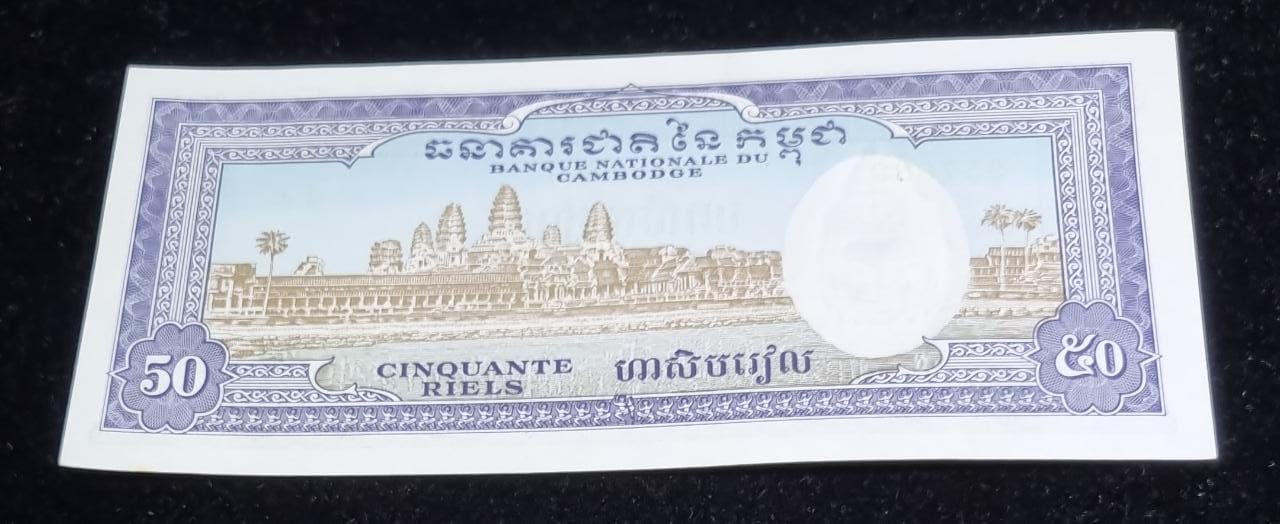 ធនាគារជាតិនៃកម្ពុជា
BANQUE NATIONALE DU
CAMBODGE
50
CINQUANTE
RIELS
ហាសិបរៀល
៥០